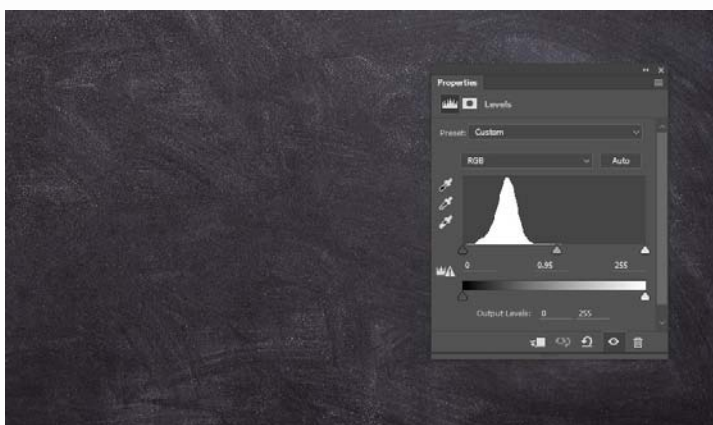 Properties
Levels
Preset: Custom
RGB Auto
0 0.95 255
Output Levels: 0 255